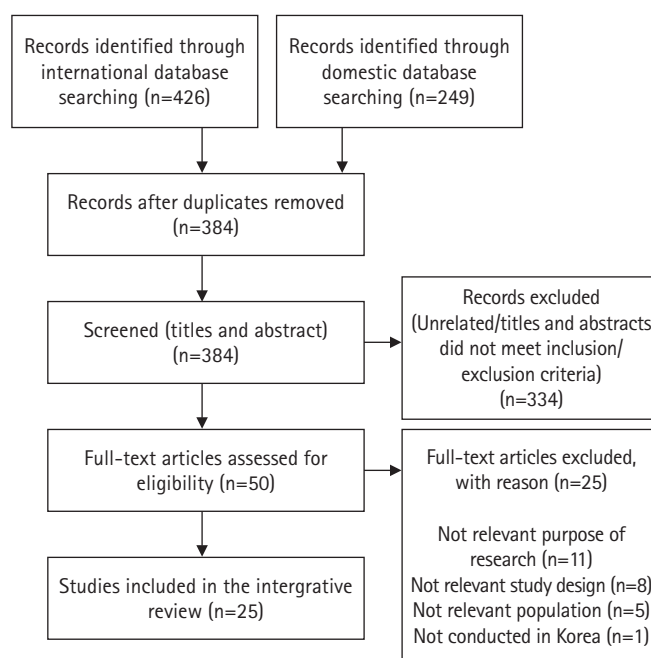 Records identified through
international database
searching (n=426)
Records identified through
domestic database
searching (n=249)
Records after duplicates removed
(n=384)
Screened (titles and abstract)
(n=384)
Records excluded
(Unrelated/titles and abstracts
did not meet inclusion/
exclusion criteria)
(n=334)
Full-text articles assessed for
eligibility (n=50)
Full-text articles excluded,
with reason (n=25)
Not relevant purpose of
research (n=11)
Not relevant study design (n=8)
Not relevant population (n=5)
Not conducted in Korea (n=1)
Studies included in the intergrative
review (n=25)